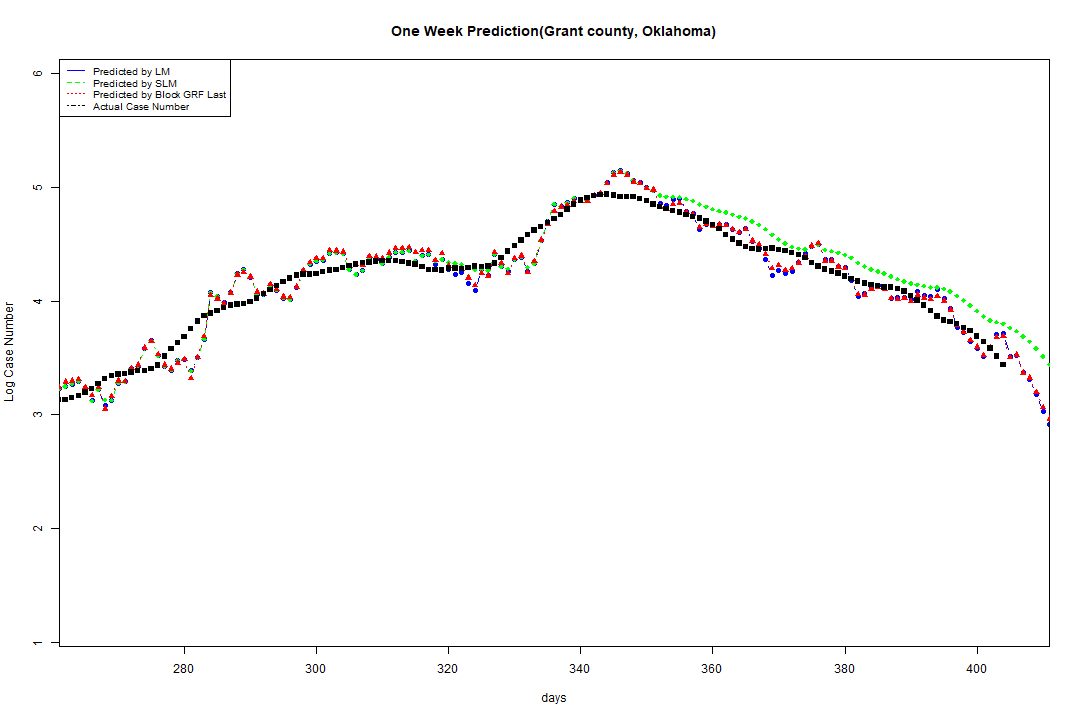 One Week Prediction(Grant county, Oklahoma)
Predicted by LM
Predicted by SLM
Predicted by Block GRF Last
Actual Case Number
6
5
4
3
2
1
Log Case Number
280 300 320 340 360 380 400
days